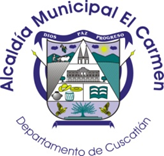 Alcaldía Municipal El Carmen
DIOS PAZ PROGRESO
Departamento de Cuscatlán